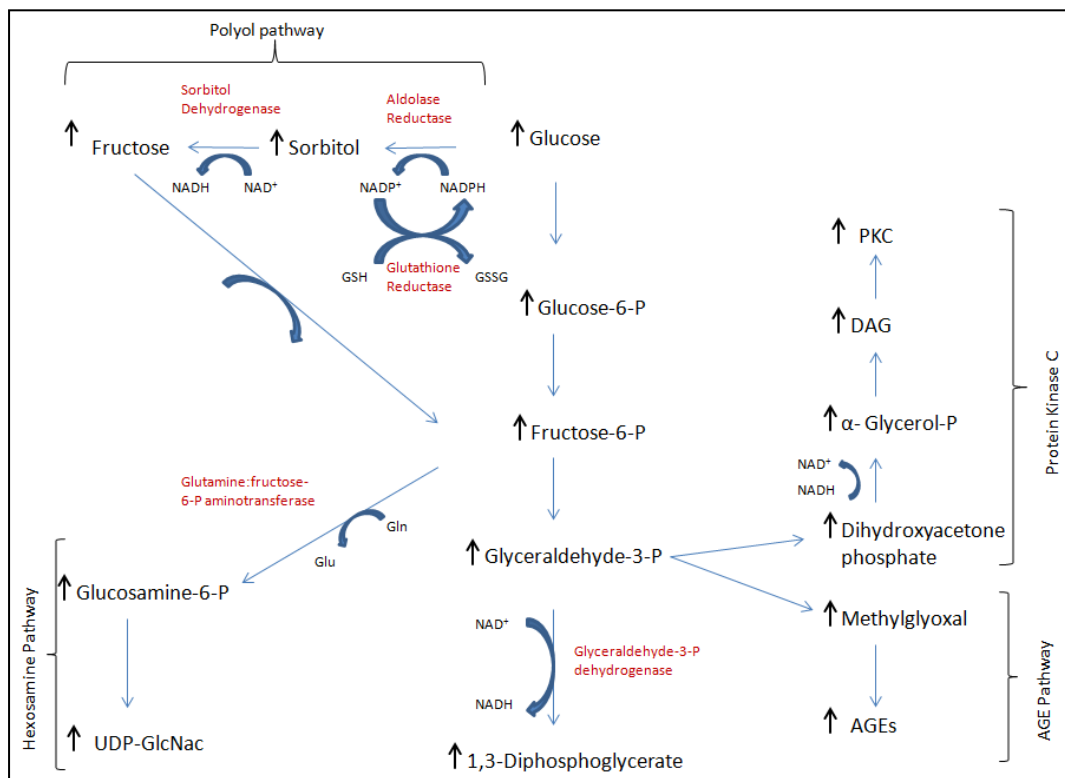 Polyol pathway
Sorbitol
Dehydrogenase
Aldolase
Reductase
Fructose
Sorbitol
Glucose
NADH
NAD⁺
NADP⁺
NADPH
GSH
Glutathione
Reductase
GSSG
Glucose-6-P
Fructose-6-P
Glutamine:fructose-
6-P aminotransferase
Gln
Glu
Glyceraldehyde-3-P
Glucosamine-6-P
UDP-GlcNac
Hexosamine Pathway
NAD⁺
NADH
Glyceraldehyde-3-P
dehydrogenase
1,3-Diphosphoglycerate
PKC
DAG
α- Glycerol-P
NAD⁺
NADH
Dihydroxyacetone
phosphate
Protein Kinase C
Methylglyoxal
AGEs
AGE Pathway